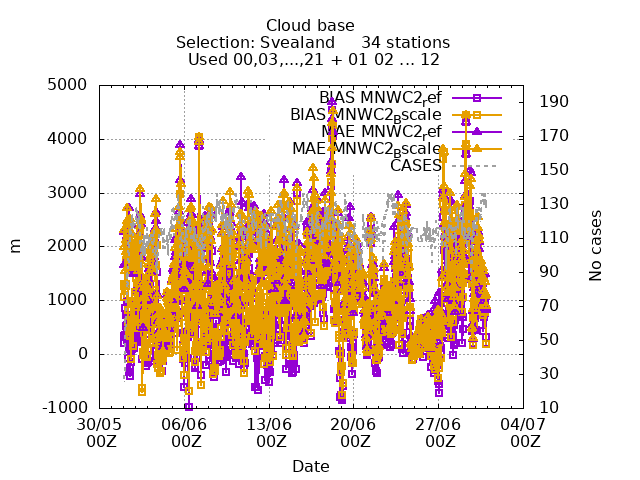 Cloud base
Selection: Svealand 34 stations
Used 00,03,...,21 + 01 02 ... 12
5000
4000
3000
2000
1000
0
-1000
m
BIAS MNWC2_ref
BIAS MNWC2_Bscale
MAE MNWC2_ref
MAE MNWC2_Bscale
CASES
190
170
150
130
110
90
70
50
30
10
No cases
30/05 06/06 13/06 20/06 27/06 04/07
00Z 00Z 00Z 00Z 00Z 00Z
Date